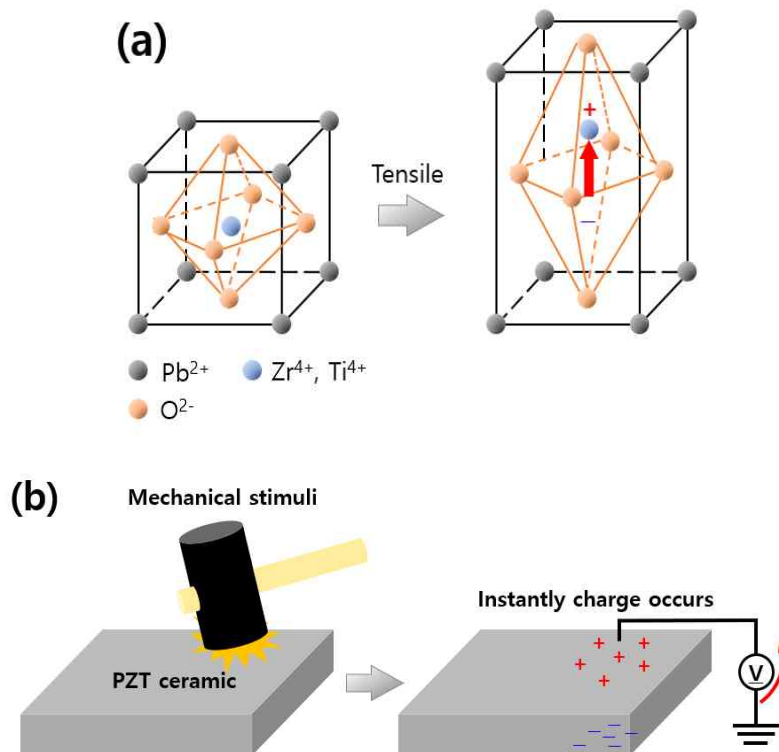 (a)
+
Tensile
−
Pb²⁺
Zr⁴⁺, Ti⁴⁺
O²⁻
(b)
Mechanical stimuli
Instantly charge occurs
PZT ceramic
+ + + + + +
V
− − − − − −